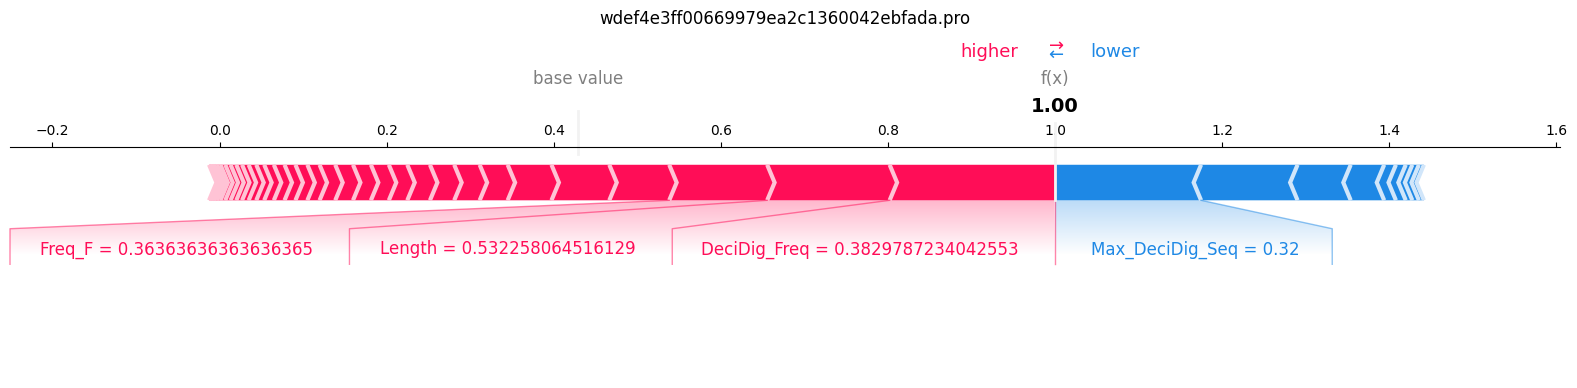 wdef4e3ff00669979ea2c1360042ebfada.pro
higher → ← lower
base value f(x)
1.00
−0.2 0.0 0.2 0.4 0.6 0.8 1.0 1.2 1.4 1.6
Freq_F = 0.36363636363636365 Length = 0.532258064516129 DeciDig_Freq = 0.3829787234042553 Max_DeciDig_Seq = 0.32